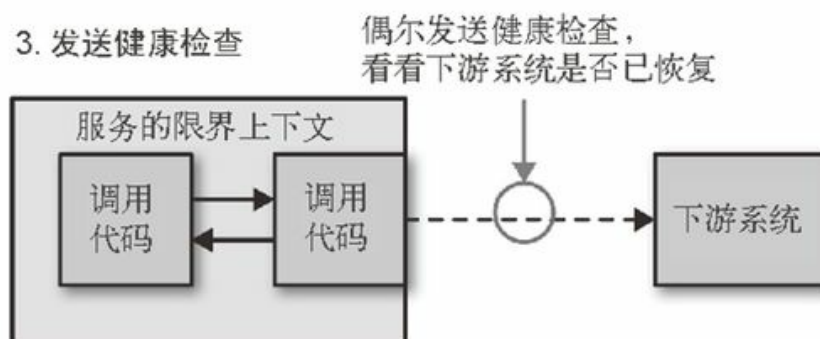 3. 发送健康检查
偶尔发送健康检查，
看看下游系统是否已恢复
服务的限界上下文
调用
代码
调用
代码
下游系统